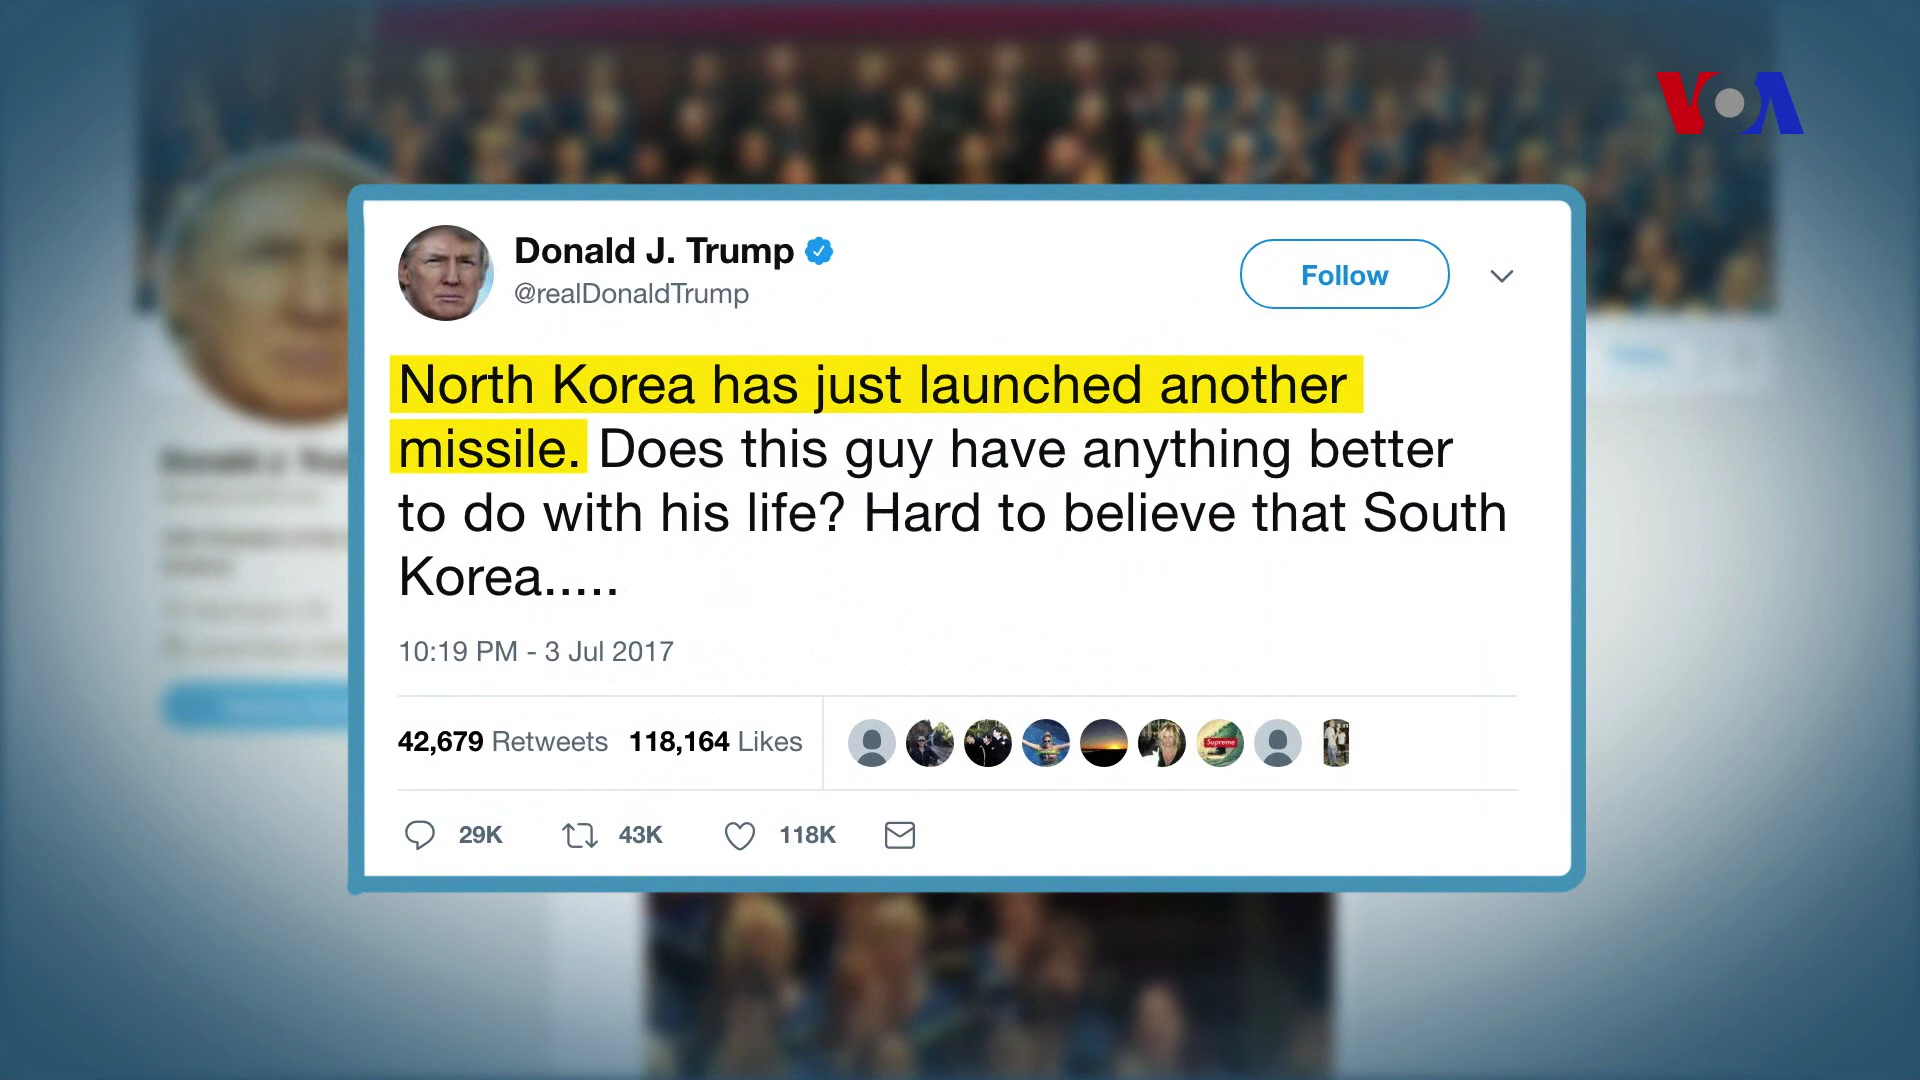 VOA
Donald J. Trump
@realDonaldTrump
Follow
North Korea has just launched another
missile. Does this guy have anything better
to do with his life? Hard to believe that South
Korea.....
10:19 PM - 3 Jul 2017
42,679 Retweets 118,164 Likes
Supreme
29K 43K 118K